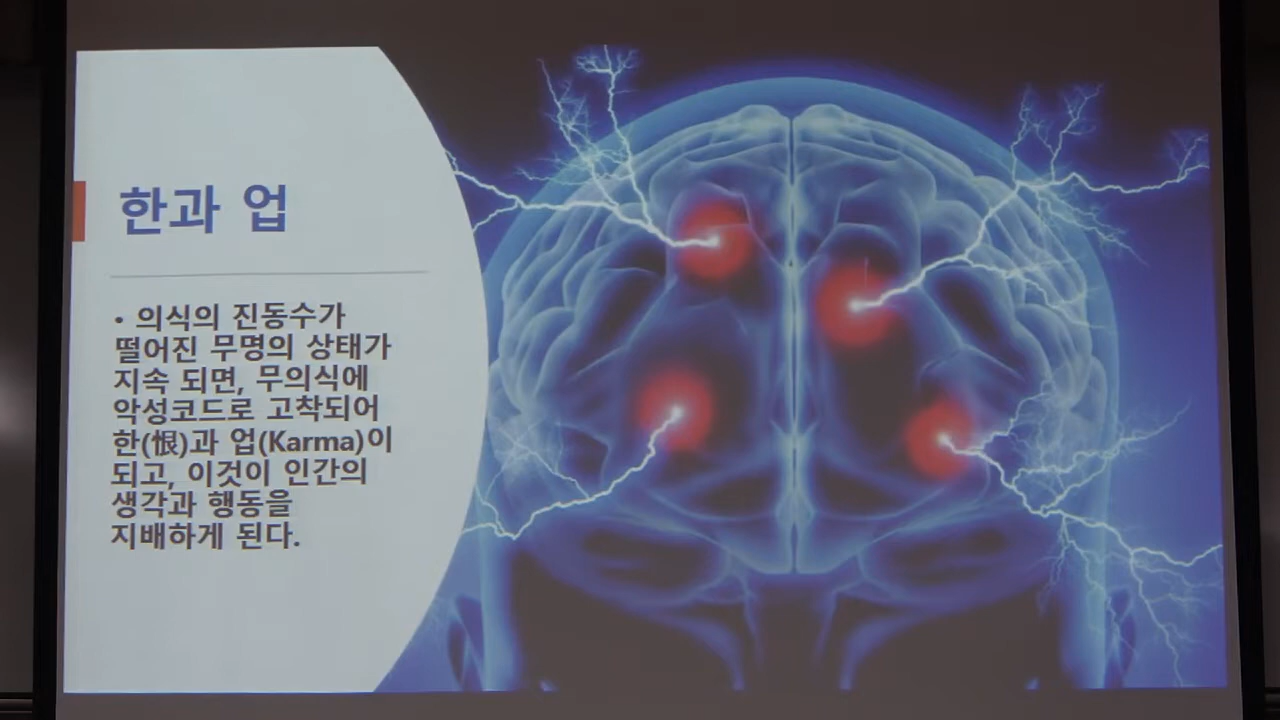 한과 업
• 의식의 진동수가
떨어진 무명의 상태가
지속 되면, 무의식에
악성코드로 고착되어
한(恨)과 업(Karma)이
되고, 이것이 인간의
생각과 행동을
지배하게 된다.